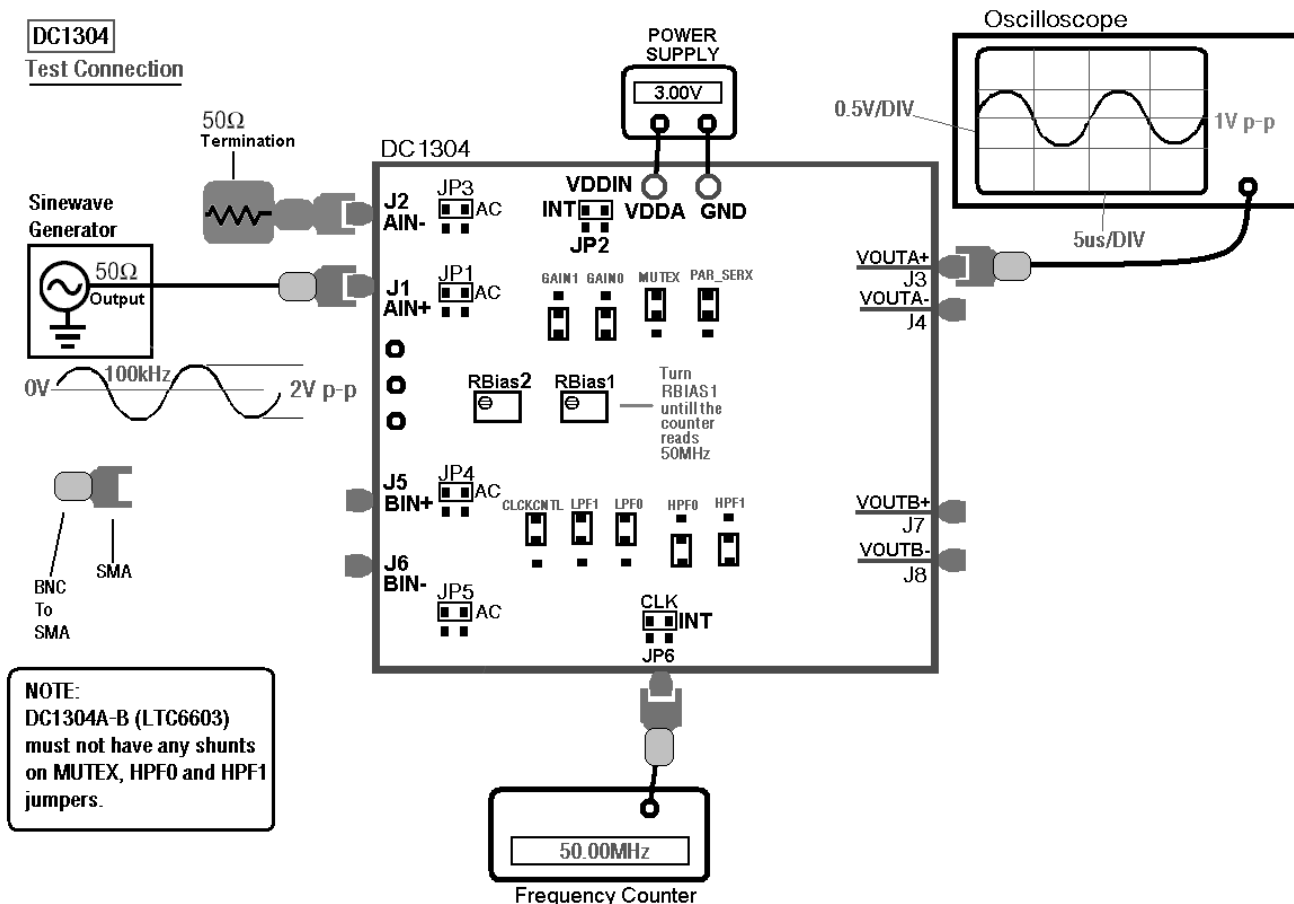 DC1304
Test Connection
50Ω
Termination
Sinewave
Generator
50Ω
Output
0V
100kHz
2V p-p
BNC
To
SMA
SMA
NOTE:
DC1304A-B (LTC6603)
must not have any shunts
on MUTEX, HPF0 and HPF1
jumpers.
POWER
SUPPLY
3.00V
DC1304
J2
AIN-
JP3
AC
J1
AIN+
JP1
AC
VDDIN
INT
VDDA
GND
JP2
GAIN1
GAIN0
MUTEX
PAR_SERX
RBias2
RBias1
Turn
RBIAS1
untill the
counter
reads
50MHz
J5
BIN+
JP4
AC
CLCKCNTL
LPF1
LPF0
HPF0
HPF1
J6
BIN-
JP5
AC
CLK
INT
JP6
VOUTA+
J3
VOUTA-
J4
VOUTB+
J7
VOUTB-
J8
Oscilloscope
0.5V/DIV
1V p-p
5us/DIV
50.00MHz
Frequency Counter